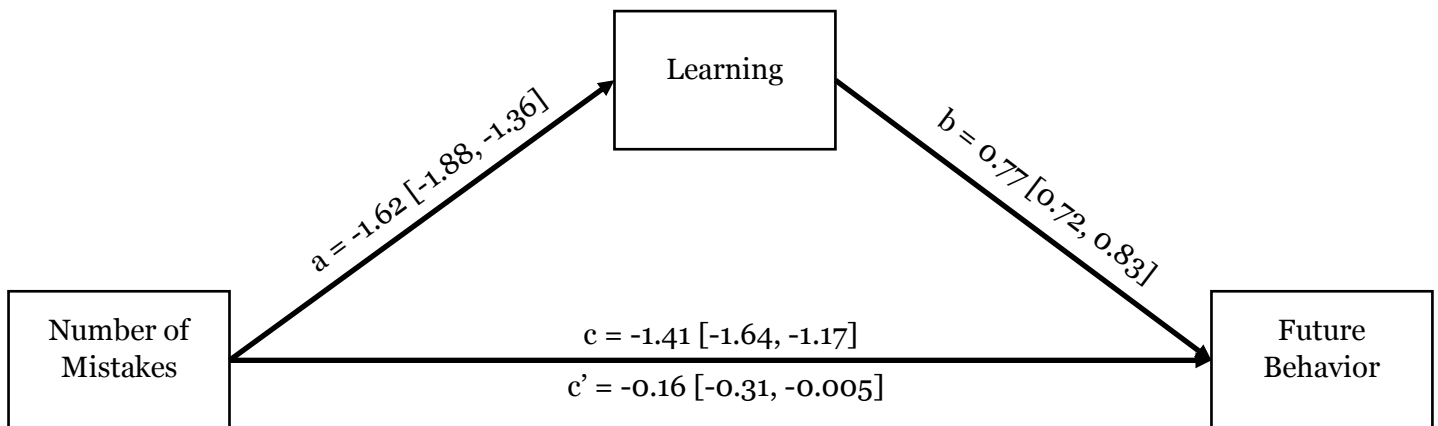 Learning
a = -1.62 [-1.88, -1.36]
b = 0.77 [0.72, 0.83]
Number of
Mistakes
c = -1.41 [-1.64, -1.17]
c’ = -0.16 [-0.31, -0.005]
Future
Behavior